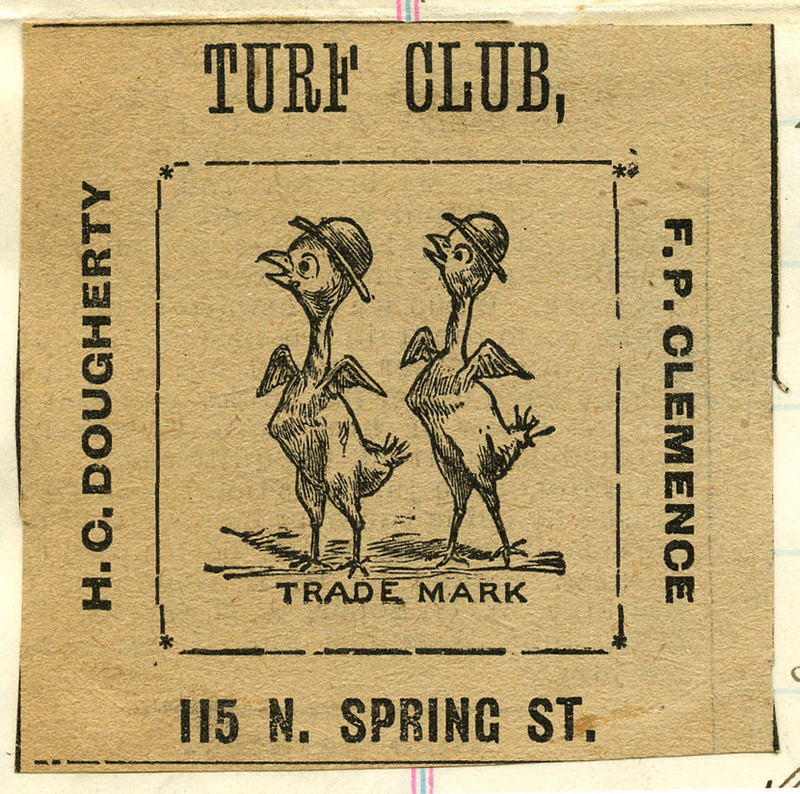 TURF CLUB,
H. C. DOUGHERTY
F. P. CLEMENCE
TRADE MARK
115 N. SPRING ST.